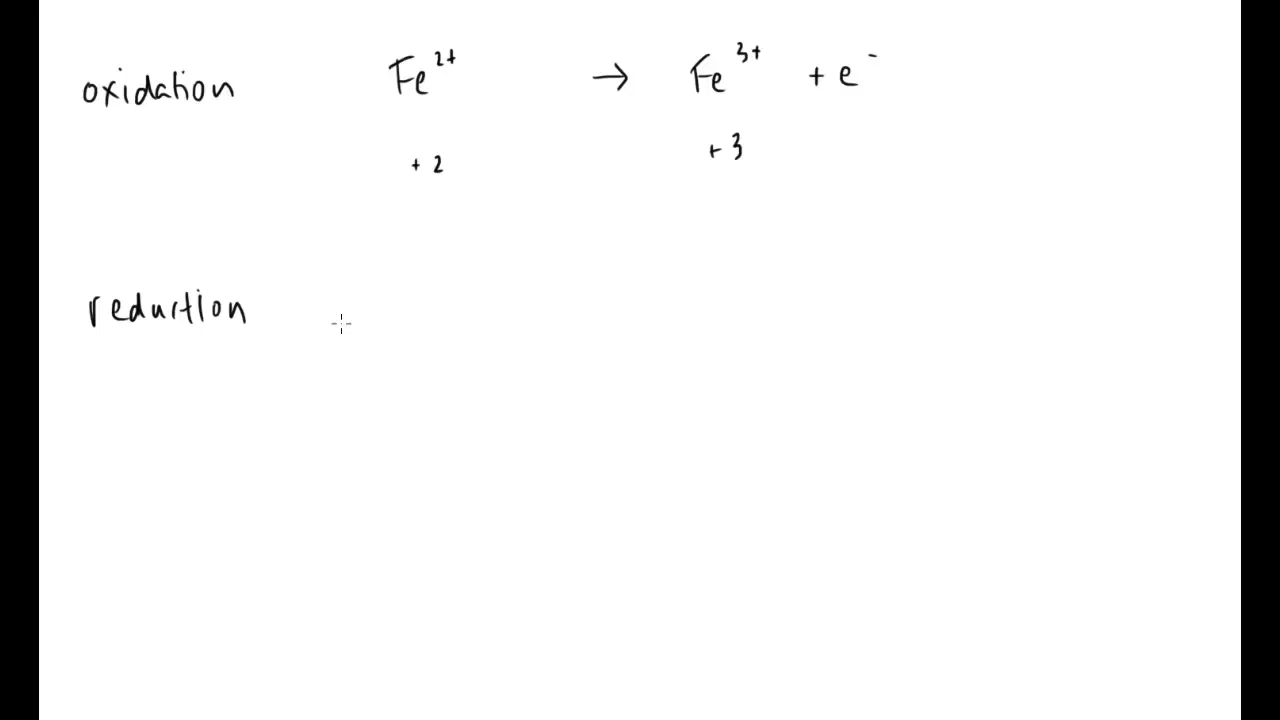 oxidation Fe²⁺ → Fe³⁺ + e⁻
+2 +3
reduction